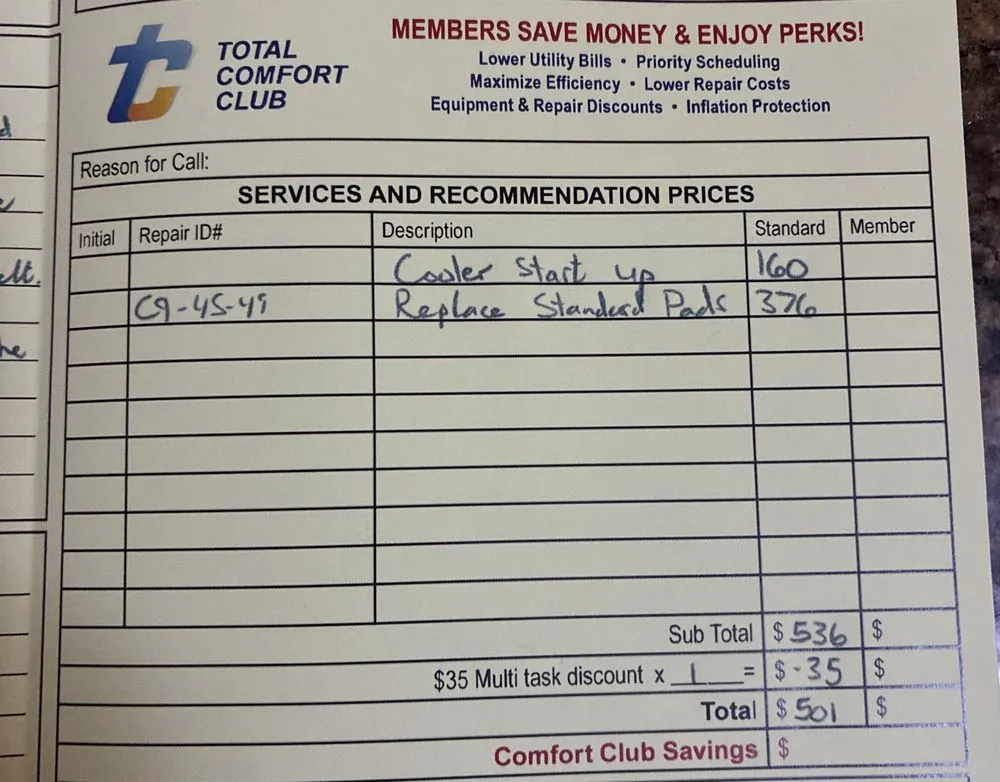 TOTAL
COMFORT
CLUB
MEMBERS SAVE MONEY & ENJOY PERKS!
Lower Utility Bills • Priority Scheduling
Maximize Efficiency • Lower Repair Costs
Equipment & Repair Discounts • Inflation Protection
Reason for Call:
SERVICES AND RECOMMENDATION PRICES
Initial Repair ID# Description Standard Member
Cooler Start up 160
C9-45-49 Replace Standard Pads 376
Sub Total $ 536 $
$35 Multi task discount x 1 = $ -35 $
Total $ 501 $
Comfort Club Savings $